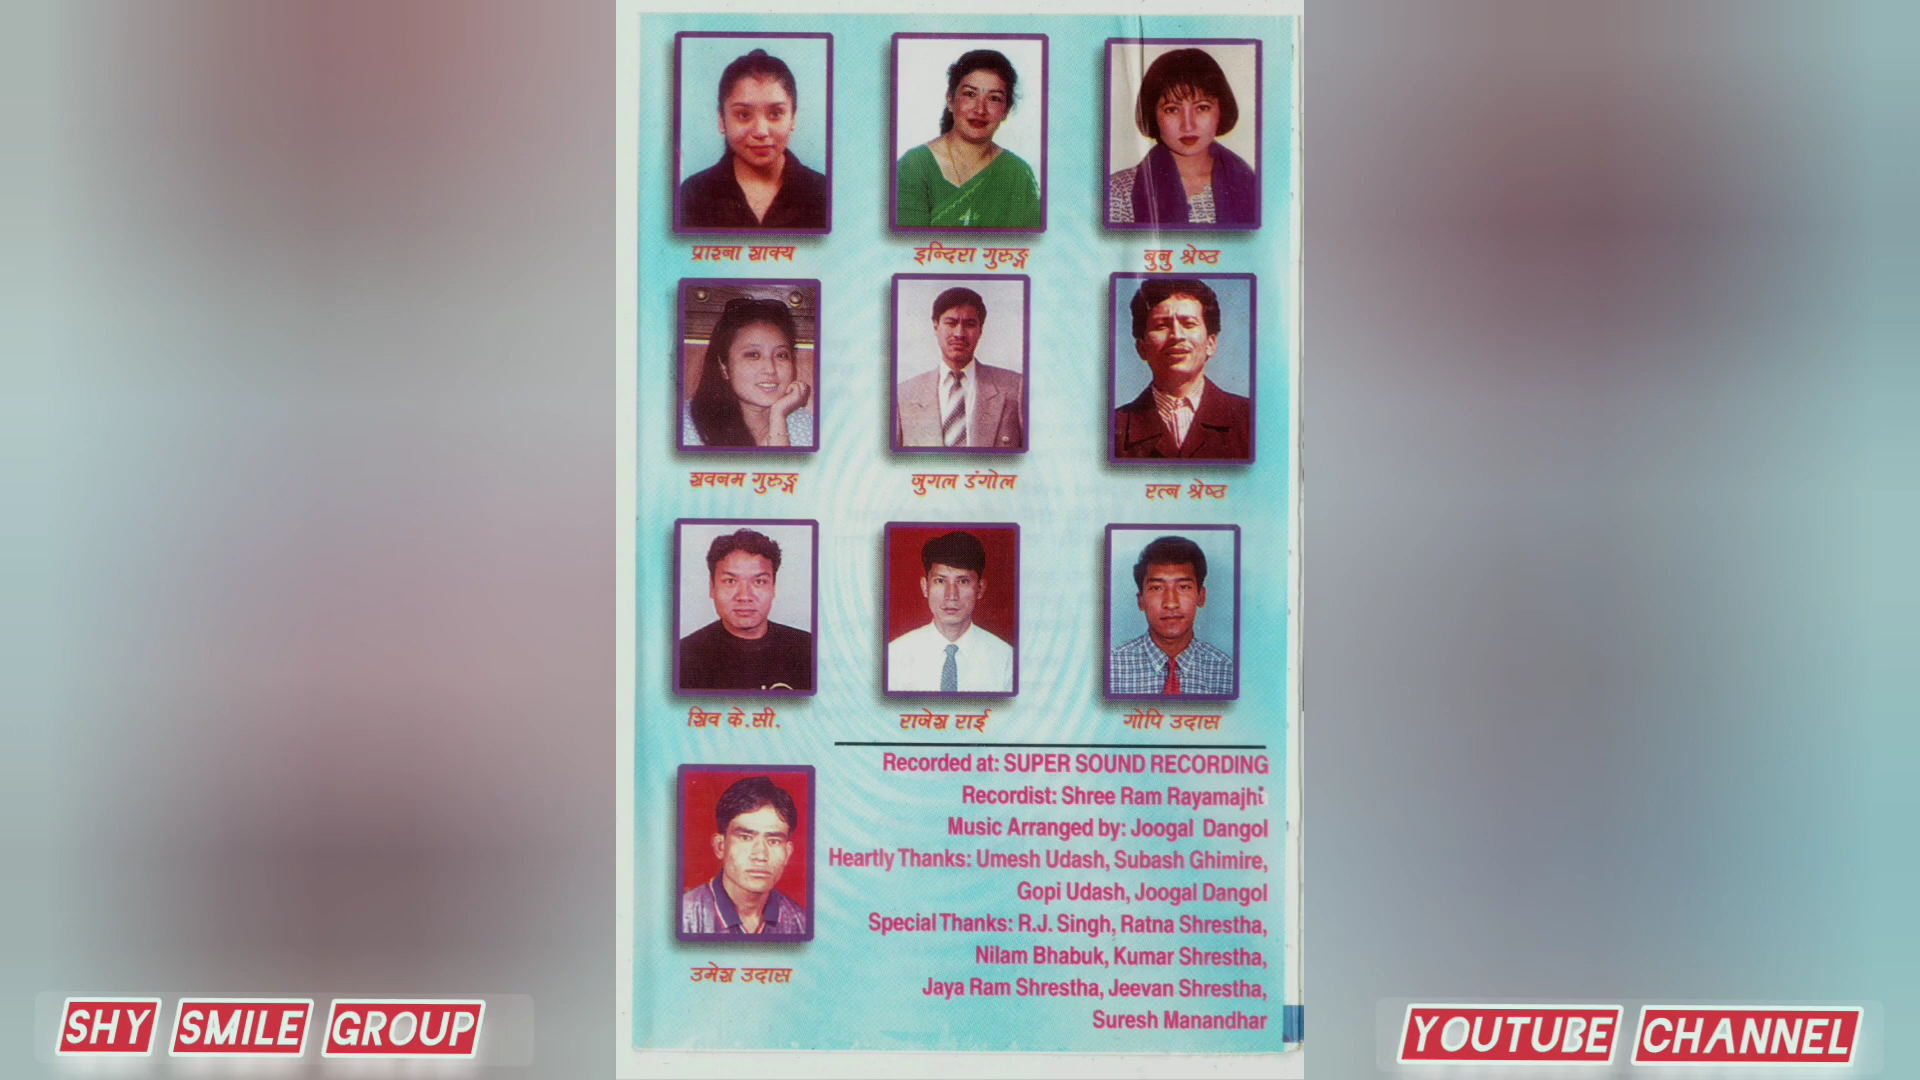 प्राश्ना शाक्य
इन्दिरा गुरुङ्ग
बुनु श्रेष्ठ
शवनम गुरुङ्ग
जुगल डंगोल
रत्न श्रेष्ठ
शिव के.सी.
राजेश राई
गोपि उदास
उमेश उदास
Recorded at: SUPER SOUND RECORDING
Recordist: Shree Ram Rayamajhi
Music Arranged by: Joogal Dangol
Heartly Thanks: Umesh Udash, Subash Ghimire,
Gopi Udash, Joogal Dangol
Special Thanks: R.J. Singh, Ratna Shrestha,
Nilam Bhabuk, Kumar Shrestha,
Jaya Ram Shrestha, Jeevan Shrestha,
Suresh Manandhar
SHY SMILE GROUP
YOUTUBE CHANNEL